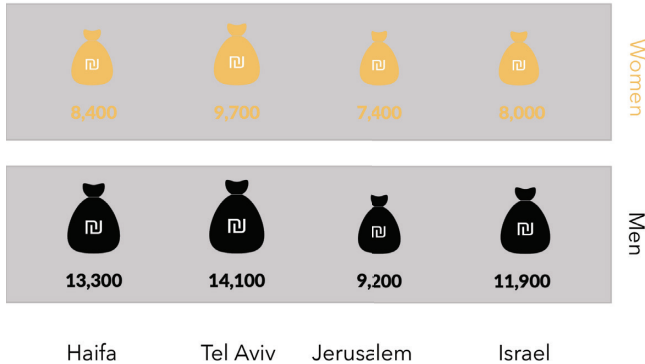 ₪ ₪ ₪ ₪
8,400 9,700 7,400 8,000
Women
₪ ₪ ₪ ₪
13,300 14,100 9,200 11,900
Men
Haifa Tel Aviv Jerusalem Israel